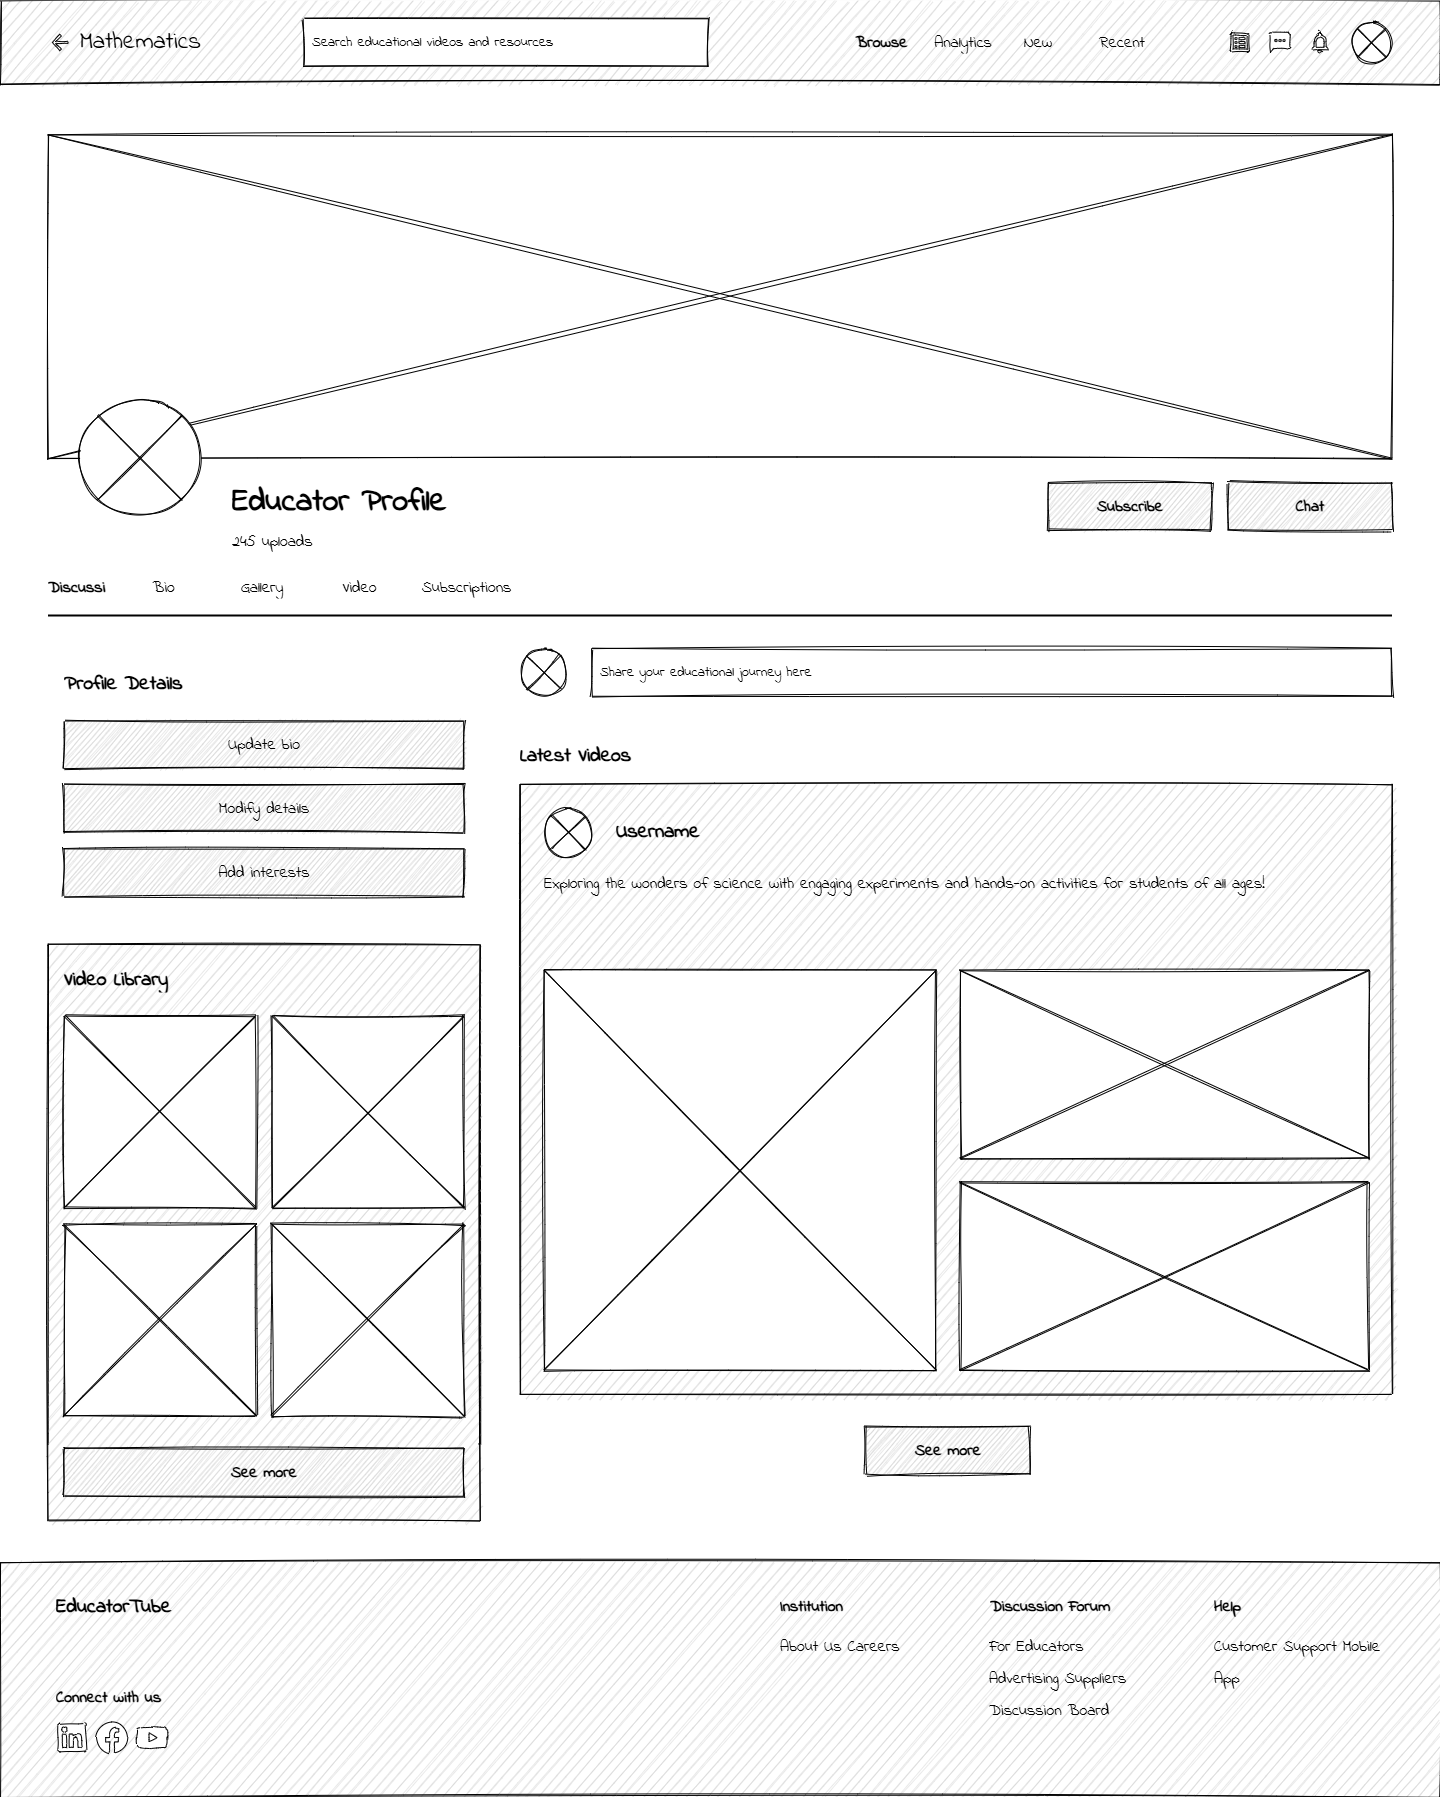 Mathematics
Search educational videos and resources
Browse
Analytics
New
Recent
Educator Profile
245 uploads
Subscribe
Chat
Discussi
Bio
Gallery
Video
Subscriptions
Profile Details
Update bio
Modify details
Add interests
Share your educational journey here
Latest Videos
Username
Exploring the wonders of science with engaging experiments and hands-on activities for students of all ages!
Video Library
See more
See more
EducatorTube
Connect with us
in
Institution
About Us Careers
Discussion Forum
For Educators
Advertising Suppliers
Discussion Board
Help
Customer Support Mobile
App